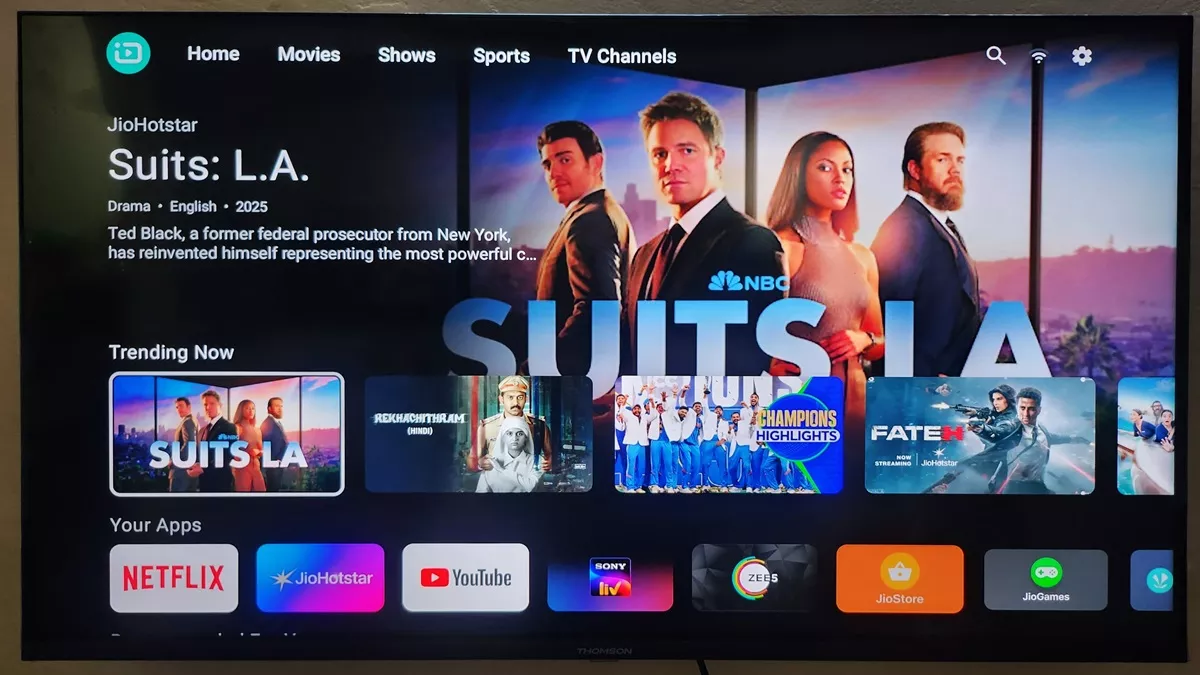 Home Movies Shows Sports TV Channels
JioHotstar
Suits: L.A.
Drama • English • 2025
Ted Black, a former federal prosecutor from New York,
has reinvented himself representing the most powerful c...
NBC
SUITS LA
Trending Now
NBC
SUITS LA
REKHACHITHRAM
(HINDI)
CHAMPIONS
HIGHLIGHTS
FATEH
NOW
STREAMING
JioHotstar
Your Apps
NETFLIX
JioHotstar
YouTube
SONY
liv
ZEE5
JioStore
JioGames
THOMSON